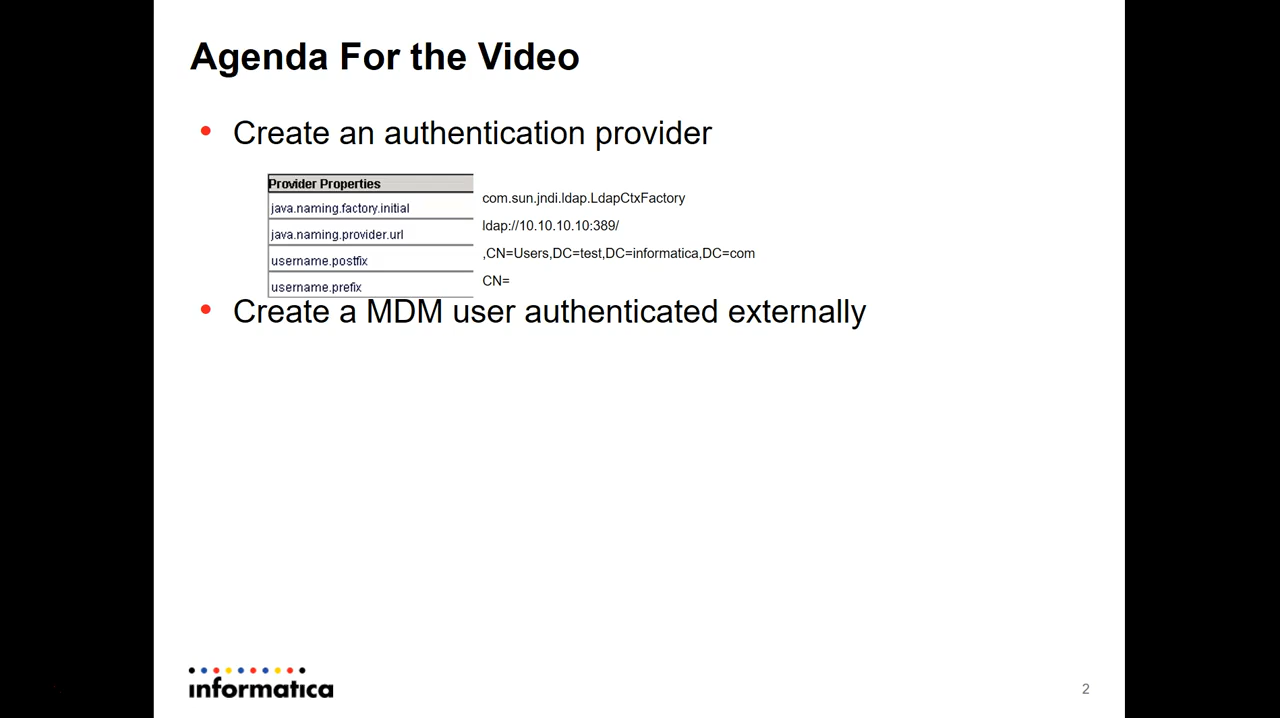 Agenda For the Video
• Create an authentication provider
Provider Properties
java.naming.factory.initial com.sun.jndi.ldap.LdapCtxFactory
java.naming.provider.url ldap://10.10.10.10:389/
username.postfix ,CN=Users,DC=test,DC=informatica,DC=com
username.prefix CN=
• Create a MDM user authenticated externally
informatica
2